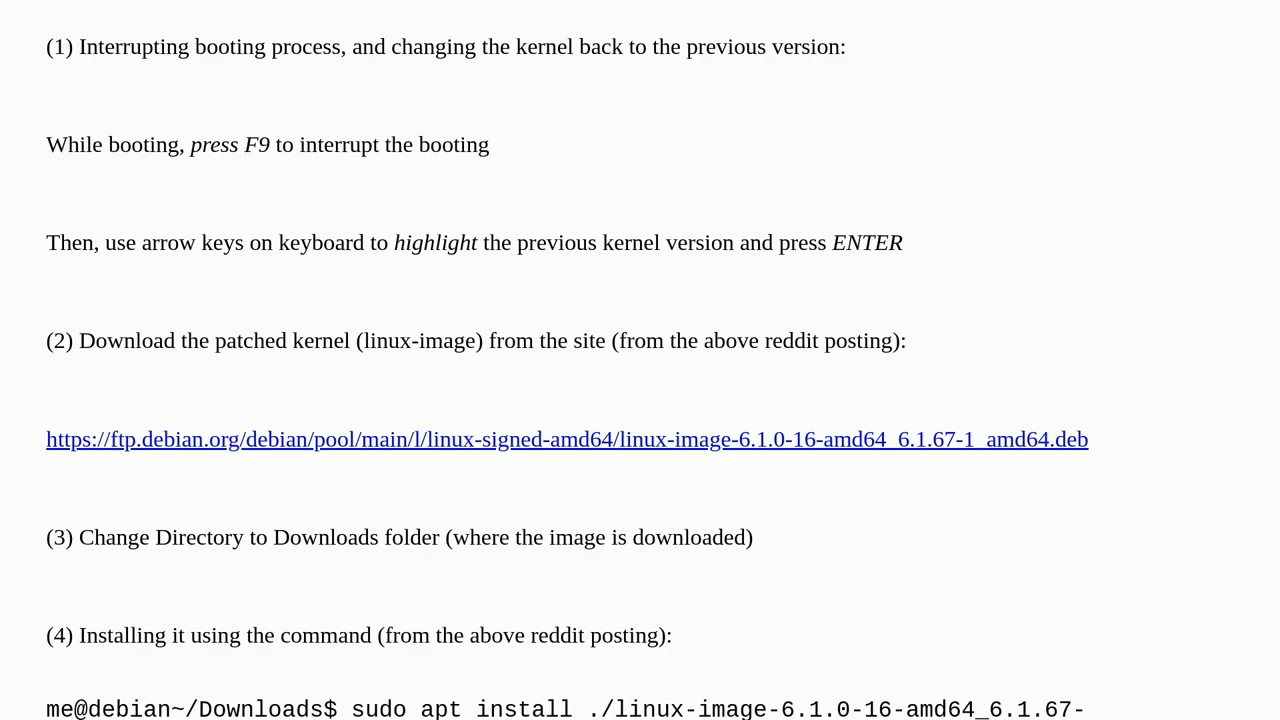 (1) Interrupting booting process, and changing the kernel back to the previous version:
While booting, press F9 to interrupt the booting
Then, use arrow keys on keyboard to highlight the previous kernel version and press ENTER
(2) Download the patched kernel (linux-image) from the site (from the above reddit posting):
https://ftp.debian.org/debian/pool/main/l/linux-signed-amd64/linux-image-6.1.0-16-amd64_6.1.67-1_amd64.deb
(3) Change Directory to Downloads folder (where the image is downloaded)
(4) Installing it using the command (from the above reddit posting):
me@debian~/Downloads$ sudo apt install ./linux-image-6.1.0-16-amd64_6.1.67-